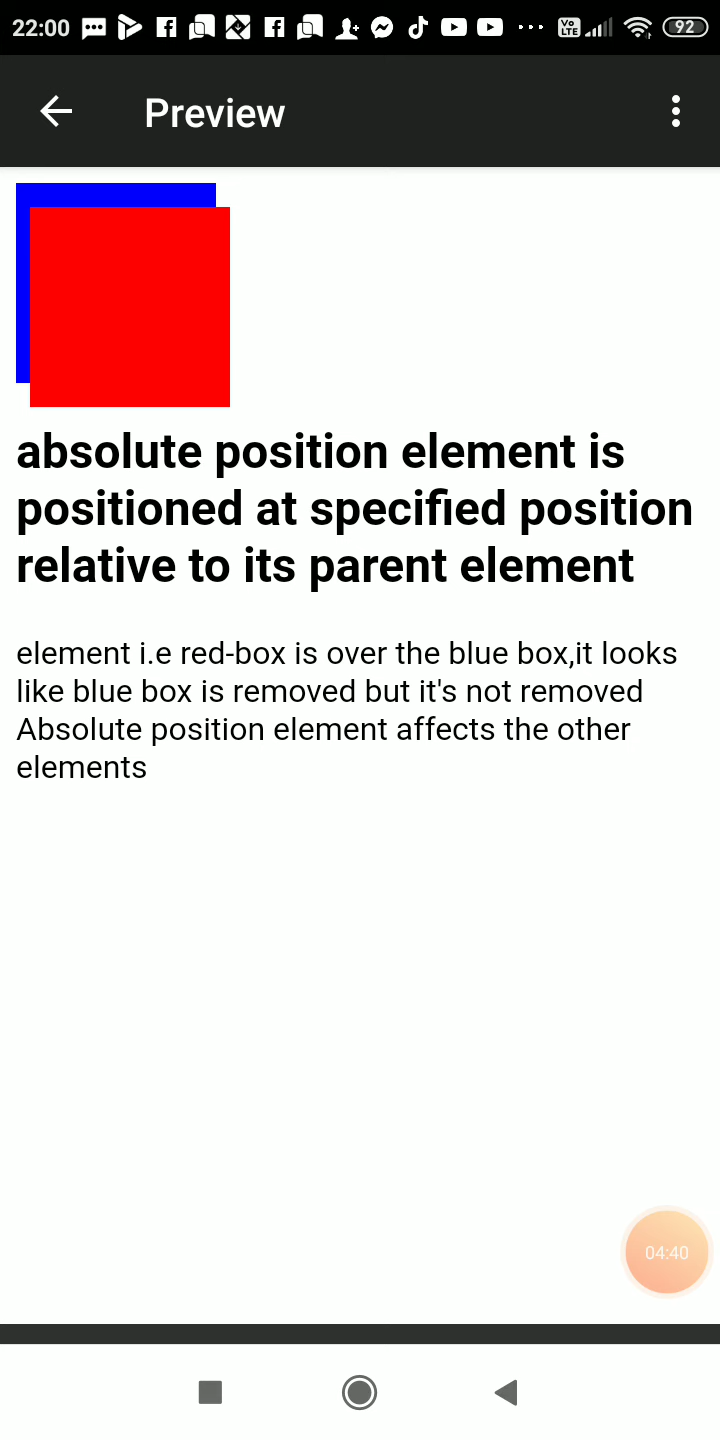 22:00 Vo LTE 92
Preview
absolute position element is
positioned at specified position
relative to its parent element
element i.e red-box is over the blue box,it looks
like blue box is removed but it's not removed
Absolute position element affects the other
elements
04:40